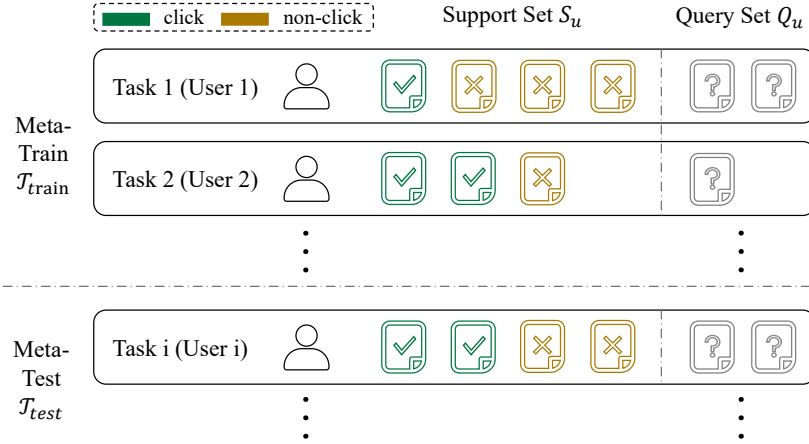 click non-click Support Set S_u Query Set Q_u
Task 1 (User 1)
Meta-
Train
𝒯_train
Task 2 (User 2)
Task i (User i)
Meta-
Test
𝒯_test